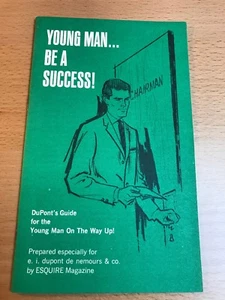 YOUNG MAN...
BE A
SUCCESS!
CHAIRMAN
DuPont's Guide
for the
Young Man On The Way Up!
Prepared especially for
e. i. dupont de nemours & co.
by ESQUIRE Magazine